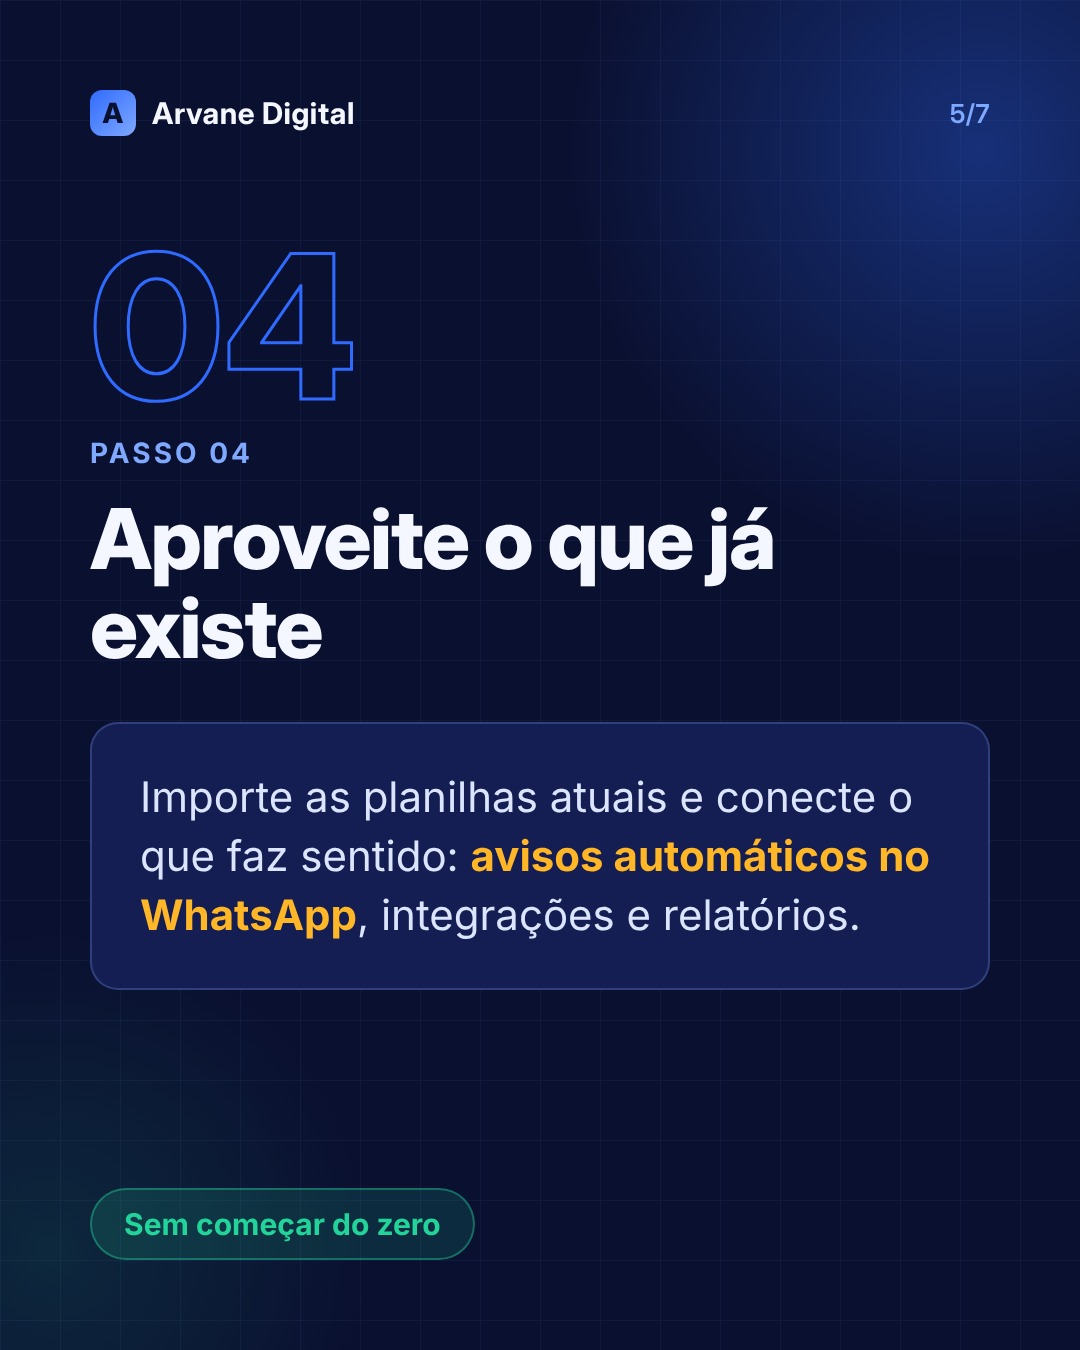 A Arvane Digital
5/7
04
PASSO 04
Aproveite o que já
existe
Importe as planilhas atuais e conecte o
que faz sentido: avisos automáticos no
WhatsApp, integrações e relatórios.
Sem começar do zero